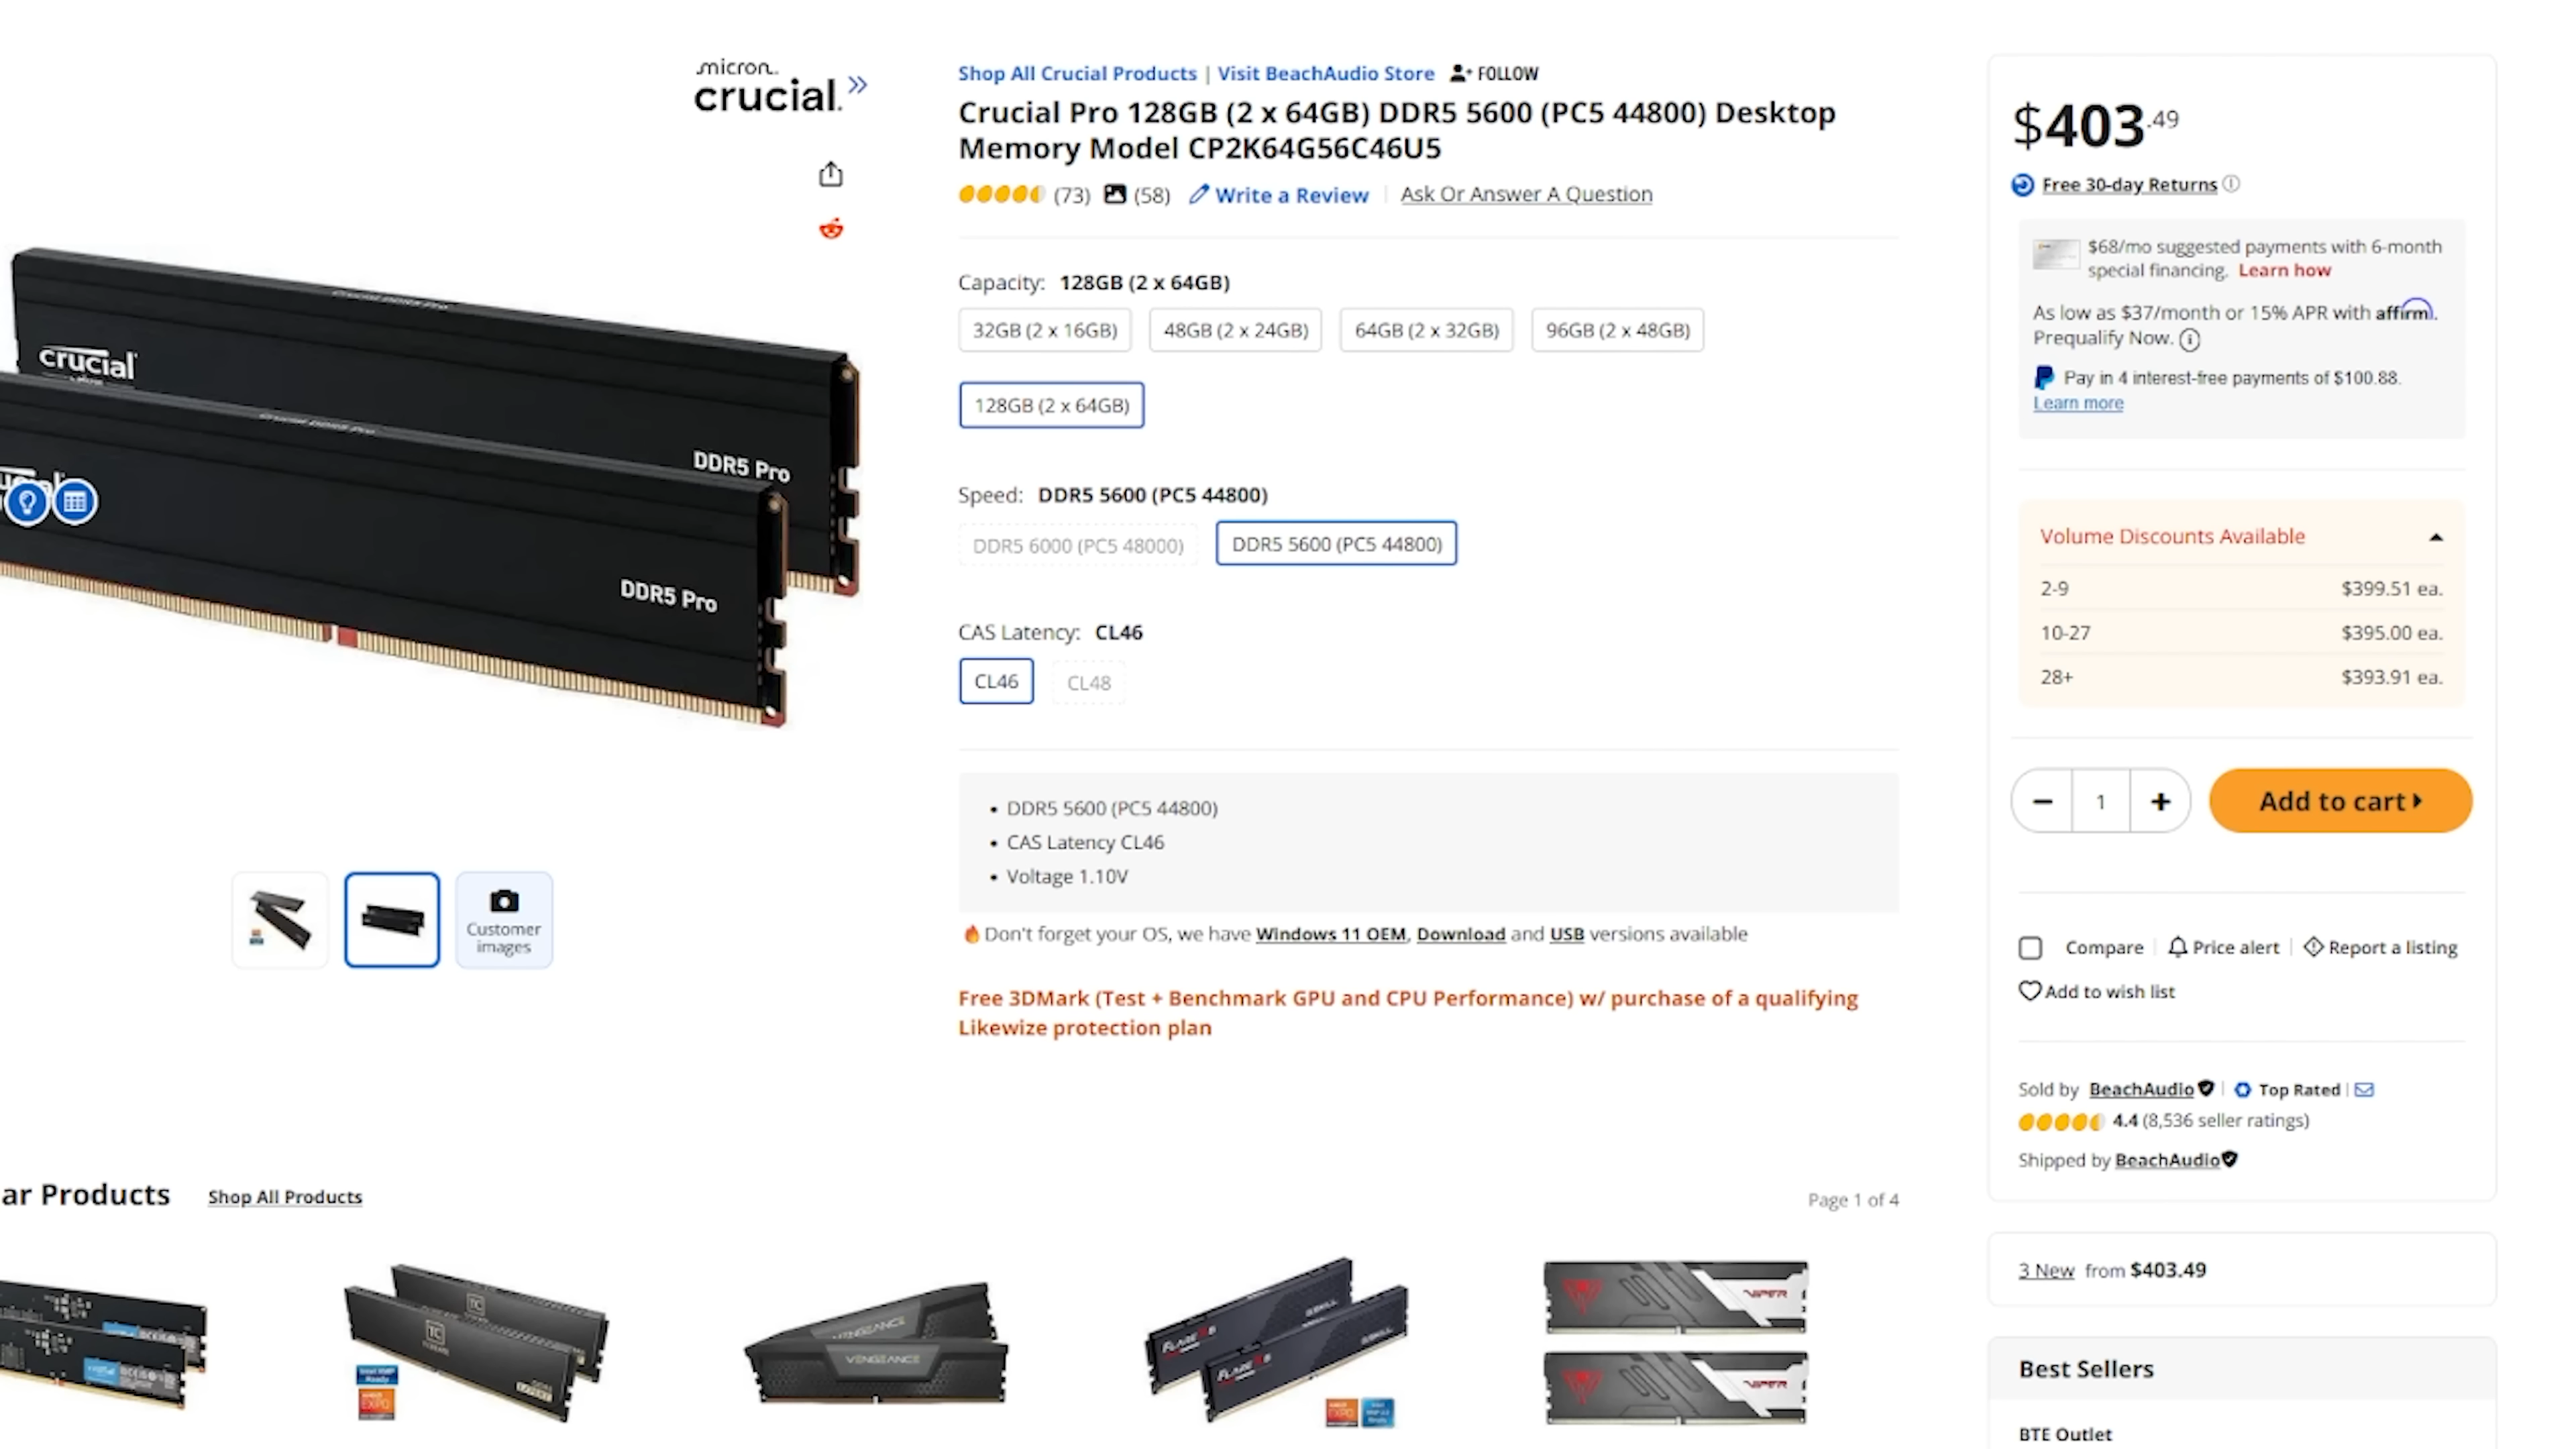 micron
crucial
Shop All Crucial Products | Visit BeachAudio Store FOLLOW
Crucial Pro 128GB (2 x 64GB) DDR5 5600 (PC5 44800) Desktop
Memory Model CP2K64G56C46U5
(73) (58) Write a Review Ask Or Answer A Question
Capacity: 128GB (2 x 64GB)
32GB (2 x 16GB) 48GB (2 x 24GB) 64GB (2 x 32GB) 96GB (2 x 48GB)
128GB (2 x 64GB)
Speed: DDR5 5600 (PC5 44800)
DDR5 6000 (PC5 48000) DDR5 5600 (PC5 44800)
CAS Latency: CL46
CL46 CL48
• DDR5 5600 (PC5 44800)
• CAS Latency CL46
• Voltage 1.10V
Don't forget your OS, we have Windows 11 OEM, Download and USB versions available
Free 3DMark (Test + Benchmark GPU and CPU Performance) w/ purchase of a qualifying
Likewize protection plan
crucial
DDR5 Pro
DDR5 Pro
Customer
images
$403.49
Free 30-day Returns
$68/mo suggested payments with 6-month
special financing. Learn how
As low as $37/month or 15% APR with affirm.
Prequalify Now.
Pay in 4 interest-free payments of $100.88.
Learn more
Volume Discounts Available
2-9 $399.51 ea.
10-27 $395.00 ea.
28+ $393.91 ea.
− 1 + Add to cart
Compare Price alert Report a listing
Add to wish list
Sold by BeachAudio | Top Rated |
4.4 (8,536 seller ratings)
Shipped by BeachAudio
3 New from $403.49
Best Sellers
BTE Outlet
ar Products Shop All Products Page 1 of 4
VENGEANCE
VENGEANCE
FLARE
FLARE
VIPER
VIPER